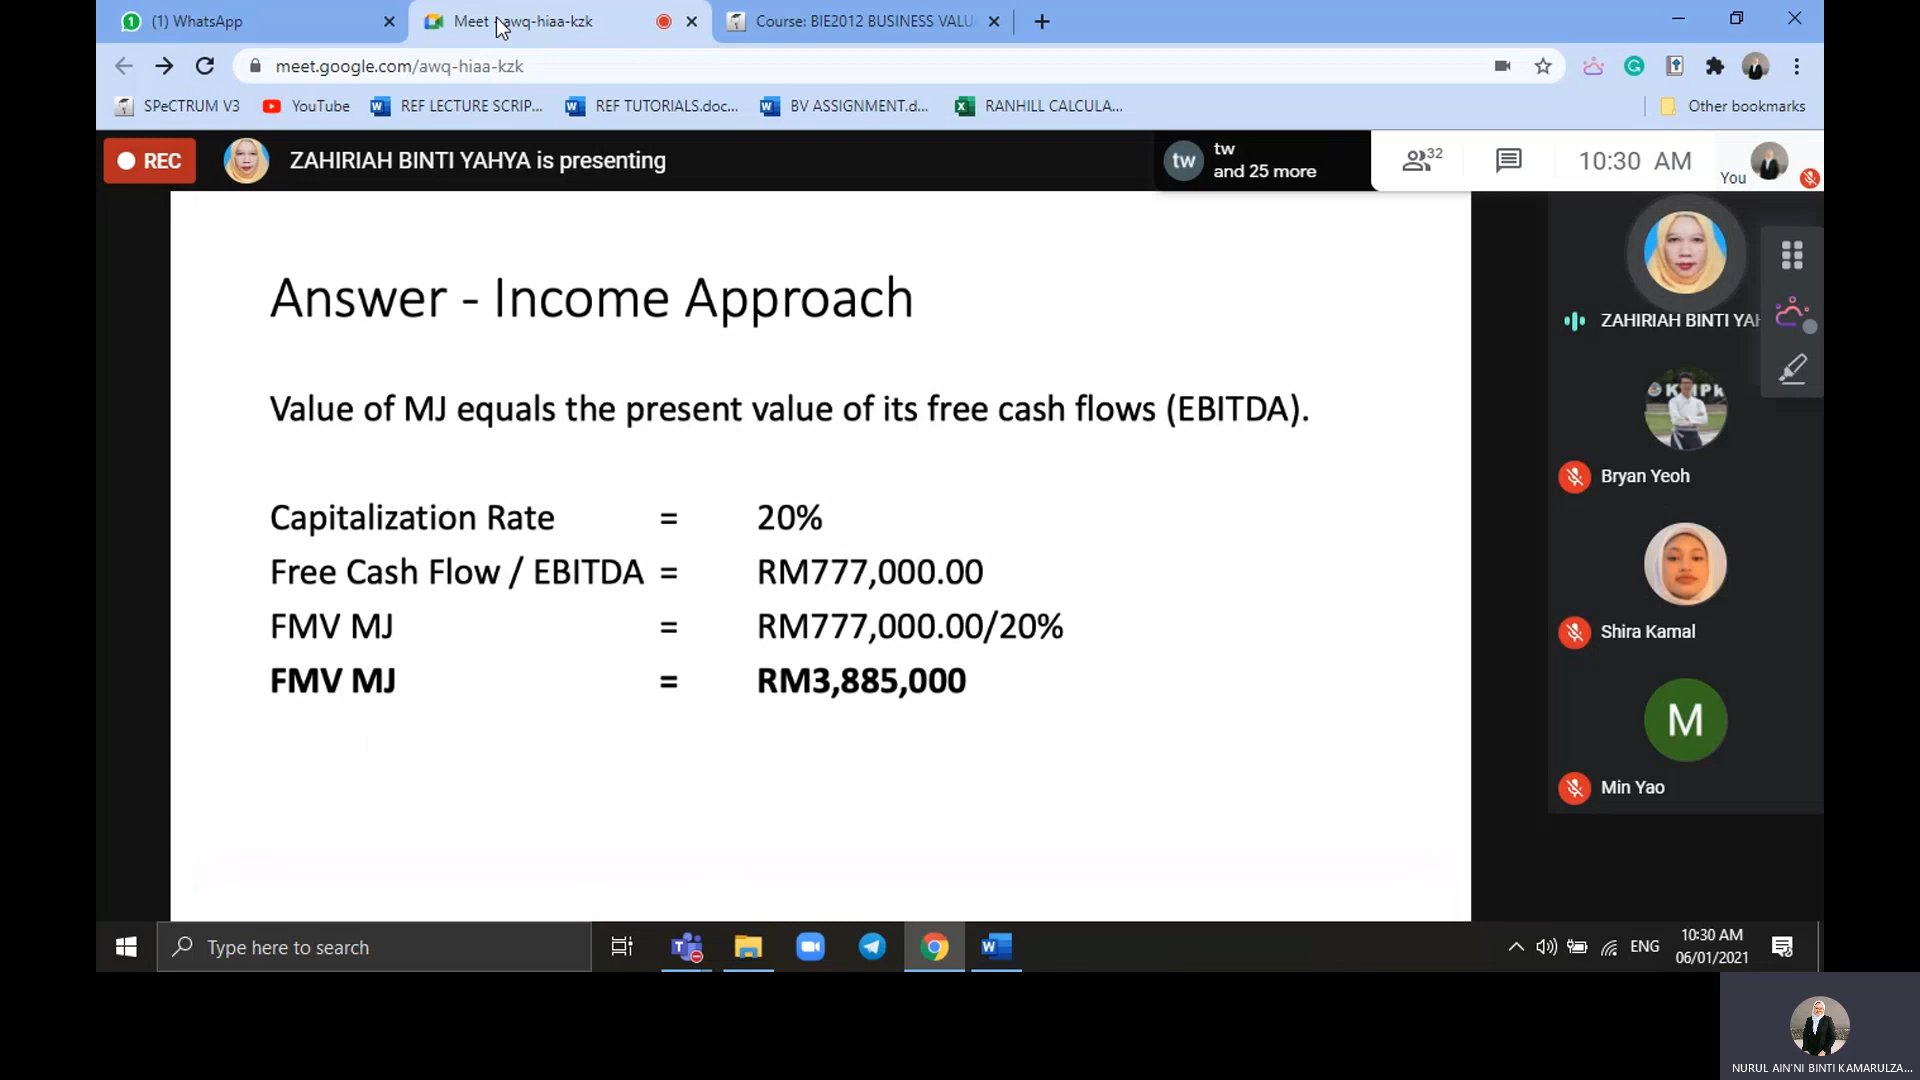 (1) WhatsApp
Meet - awq-hiaa-kzk
Course: BIE2012 BUSINESS VALU
meet.google.com/awq-hiaa-kzk
SPeCTRUM V3
YouTube
REF LECTURE SCRIP...
REF TUTORIALS.doc...
BV ASSIGNMENT.d...
RANHILL CALCULA...
Other bookmarks
REC
ZAHIRIAH BINTI YAHYA is presenting
tw
tw
and 25 more
32
10:30 AM
You
Answer - Income Approach
Value of MJ equals the present value of its free cash flows (EBITDA).
Capitalization Rate = 20%
Free Cash Flow / EBITDA = RM777,000.00
FMV MJ = RM777,000.00/20%
FMV MJ = RM3,885,000
ZAHIRIAH BINTI YAH
Bryan Yeoh
Shira Kamal
M
Min Yao
Type here to search
ENG
10:30 AM
06/01/2021
NURUL AIN'NI BINTI KAMARULZA...